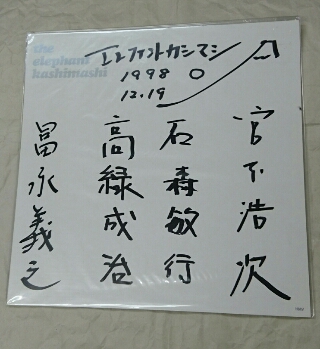 the
elephant
kashimashi
エレファントカシマシ
1998
12.19
宮本浩次
石森敏行
高緑成治
冨永義之